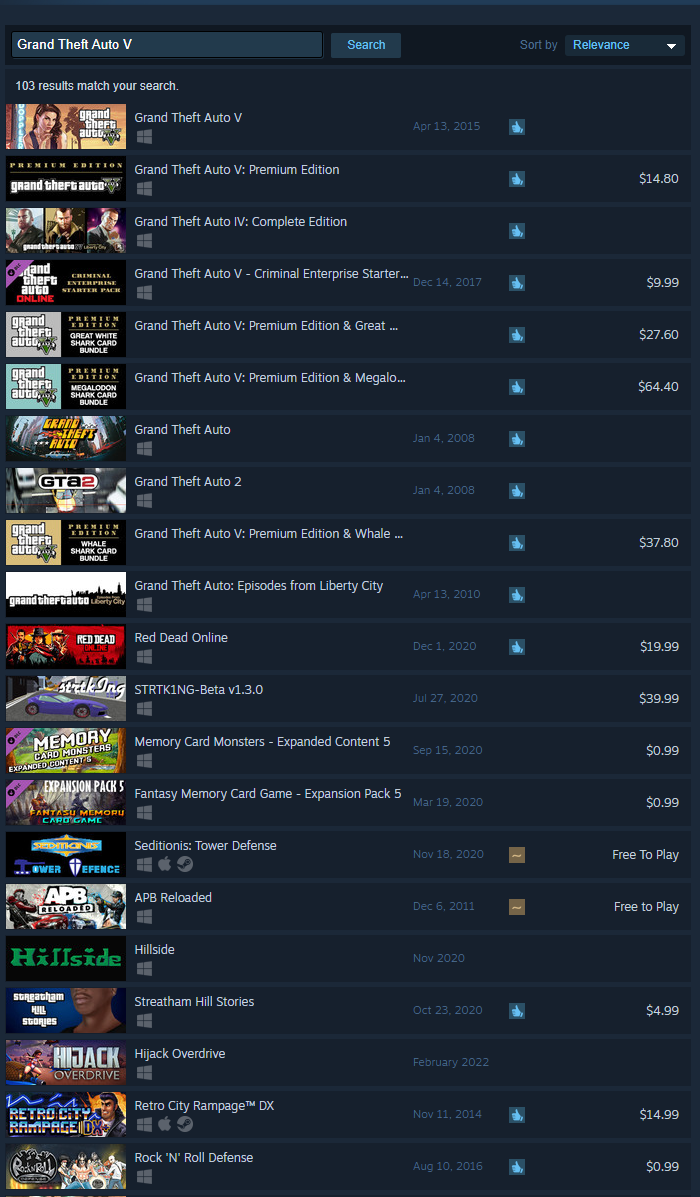 Grand Theft Auto V
Search
Sort by Relevance
103 results match your search.
grand theft auto V
Grand Theft Auto V
Apr 13, 2015
PREMIUM EDITION
grand theft auto V
Grand Theft Auto V: Premium Edition
$14.80
grand theft auto
Grand Theft Auto IV: Complete Edition
grand theft auto ONLINE
CRIMINAL ENTERPRISE STARTER PACK
Grand Theft Auto V - Criminal Enterprise Starter...
Dec 14, 2017
$9.99
grand theft auto
PREMIUM EDITION
GREAT WHITE SHARK CARD BUNDLE
Grand Theft Auto V: Premium Edition & Great ...
$27.60
grand theft auto
PREMIUM EDITION
MEGALODON SHARK CARD BUNDLE
Grand Theft Auto V: Premium Edition & Megalo...
$64.40
GRAND THEFT AUTO
Grand Theft Auto
Jan 4, 2008
GTA2
Grand Theft Auto 2
Jan 4, 2008
grand theft auto
PREMIUM EDITION
WHALE SHARK CARD BUNDLE
Grand Theft Auto V: Premium Edition & Whale ...
$37.80
grand theft auto Liberty City
Grand Theft Auto: Episodes from Liberty City
Apr 13, 2010
RED DEAD ONLINE
Red Dead Online
Dec 1, 2020
$19.99
strtk1ng
STRTK1NG-Beta v1.3.0
Jul 27, 2020
$39.99
MEMORY CARD MONSTERS
EXPANDED CONTENT 5
Memory Card Monsters - Expanded Content 5
Sep 15, 2020
$0.99
EXPANSION PACK 5
FANTASY MEMORY CARD GAME
Fantasy Memory Card Game - Expansion Pack 5
Mar 19, 2020
$0.99
SEDITIONIS
TOWER DEFENCE
Seditionis: Tower Defense
Nov 18, 2020
Free To Play
APB RELOADED
APB Reloaded
Dec 6, 2011
Free to Play
Hillside
Hillside
Nov 2020
STREATHAM HILL STORIES
Streatham Hill Stories
Oct 23, 2020
$4.99
HIJACK OVERDRIVE
Hijack Overdrive
February 2022
RETRO CITY RAMPAGE DX
Retro City Rampage™ DX
Nov 11, 2014
$14.99
ROCK N ROLL DEFENSE
Rock 'N' Roll Defense
Aug 10, 2016
$0.99